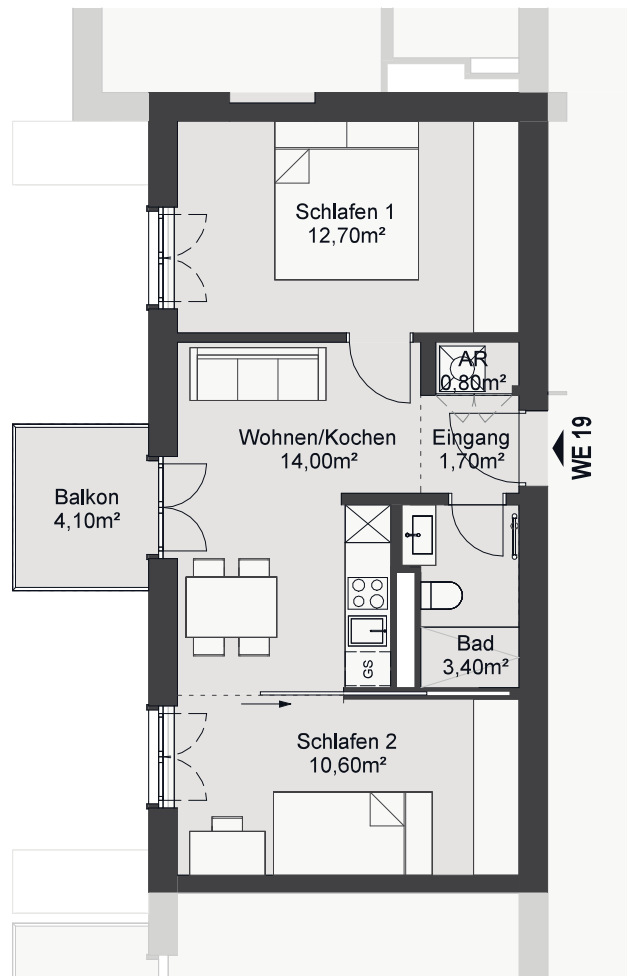 Schlafen 1
12,70m²
AR
0,80m²
Wohnen/Kochen
14,00m²
Eingang
1,70m²
WE 19
Balkon
4,10m²
Bad
3,40m²
GS
Schlafen 2
10,60m²